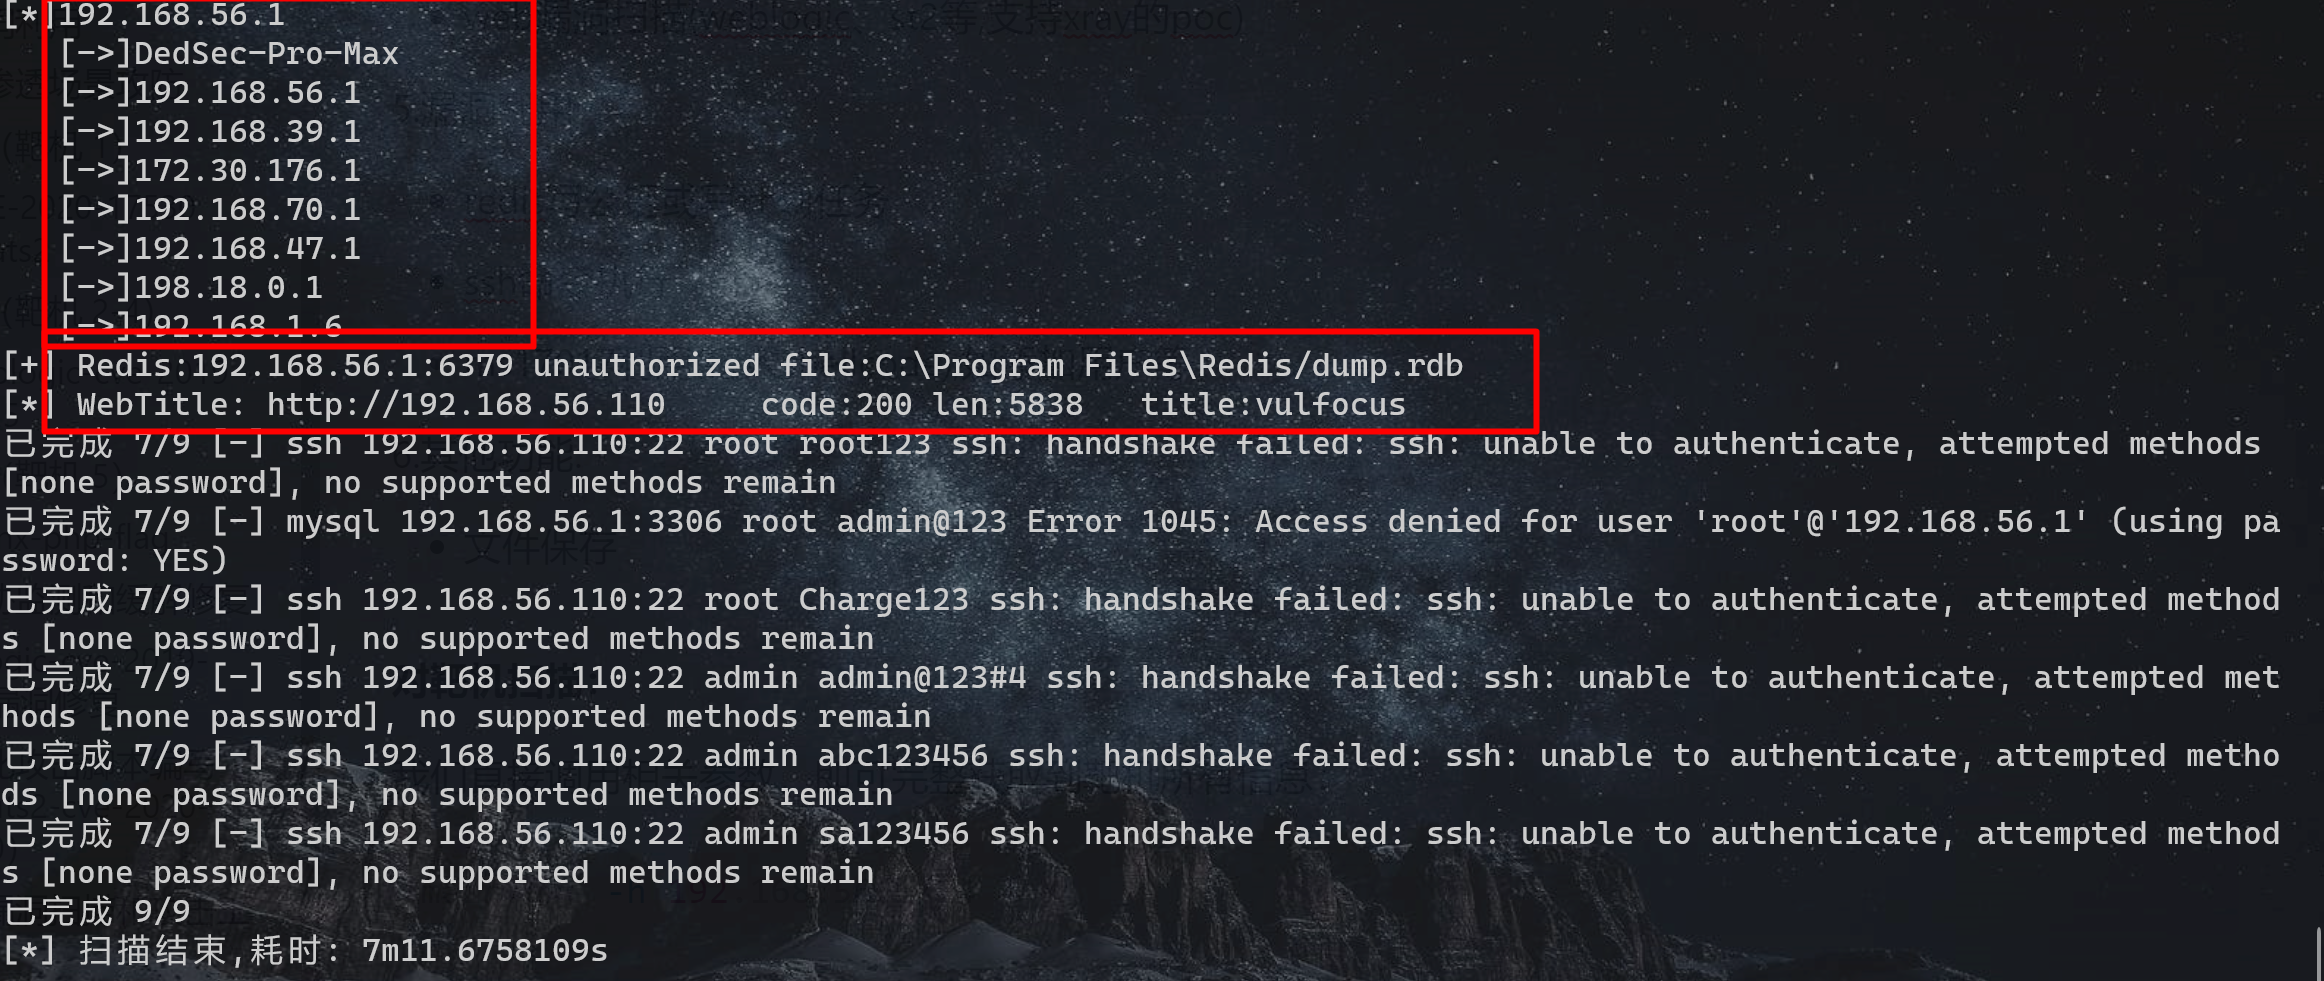 [*]192.168.56.1
[->]DedSec-Pro-Max
[->]192.168.56.1
[->]192.168.39.1
[->]172.30.176.1
[->]192.168.70.1
[->]192.168.47.1
[->]198.18.0.1
[->]192.168.1.6
[+] Redis:192.168.56.1:6379 unauthorized file:C:\Program Files\Redis/dump.rdb
[*] WebTitle: http://192.168.56.110 code:200 len:5838 title:vulfocus
已完成 7/9 [-] ssh 192.168.56.110:22 root root123 ssh: handshake failed: ssh: unable to authenticate, attempted methods
[none password], no supported methods remain
已完成 7/9 [-] mysql 192.168.56.1:3306 root admin@123 Error 1045: Access denied for user 'root'@'192.168.56.1' (using pa
ssword: YES)
已完成 7/9 [-] ssh 192.168.56.110:22 root Charge123 ssh: handshake failed: ssh: unable to authenticate, attempted method
s [none password], no supported methods remain
已完成 7/9 [-] ssh 192.168.56.110:22 admin admin@123#4 ssh: handshake failed: ssh: unable to authenticate, attempted met
hods [none password], no supported methods remain
已完成 7/9 [-] ssh 192.168.56.110:22 admin abc123456 ssh: handshake failed: ssh: unable to authenticate, attempted metho
ds [none password], no supported methods remain
已完成 7/9 [-] ssh 192.168.56.110:22 admin sa123456 ssh: handshake failed: ssh: unable to authenticate, attempted method
s [none password], no supported methods remain
已完成 9/9
[*] 扫描结束,耗时: 7m11.6758109s